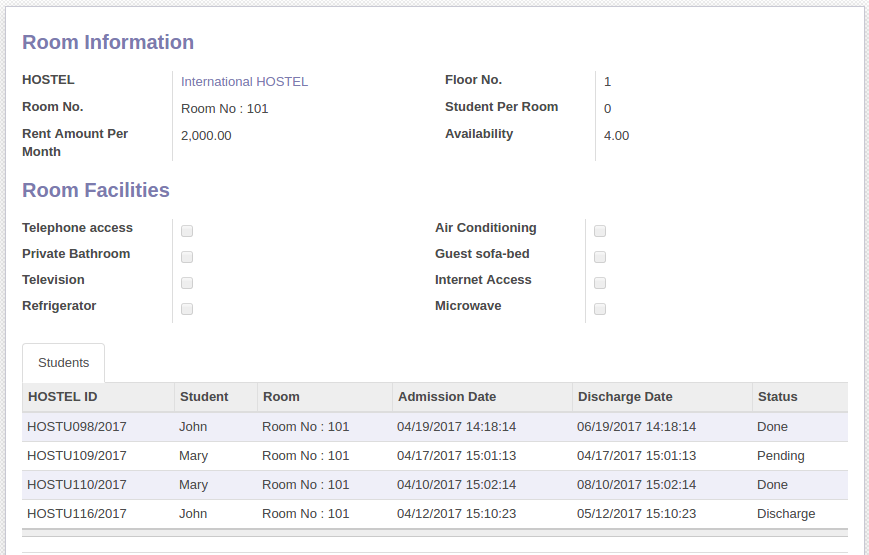 Room Information
HOSTEL International HOSTEL Floor No. 1
Room No. Room No : 101 Student Per Room 0
Rent Amount Per Month 2,000.00 Availability 4.00
Room Facilities
Telephone access Air Conditioning
Private Bathroom Guest sofa-bed
Television Internet Access
Refrigerator Microwave
Students
HOSTEL ID Student Room Admission Date Discharge Date Status
HOSTU098/2017 John Room No : 101 04/19/2017 14:18:14 06/19/2017 14:18:14 Done
HOSTU109/2017 Mary Room No : 101 04/17/2017 15:01:13 04/17/2017 15:01:13 Pending
HOSTU110/2017 Mary Room No : 101 04/10/2017 15:02:14 08/10/2017 15:02:14 Done
HOSTU116/2017 John Room No : 101 04/12/2017 15:10:23 05/12/2017 15:10:23 Discharge